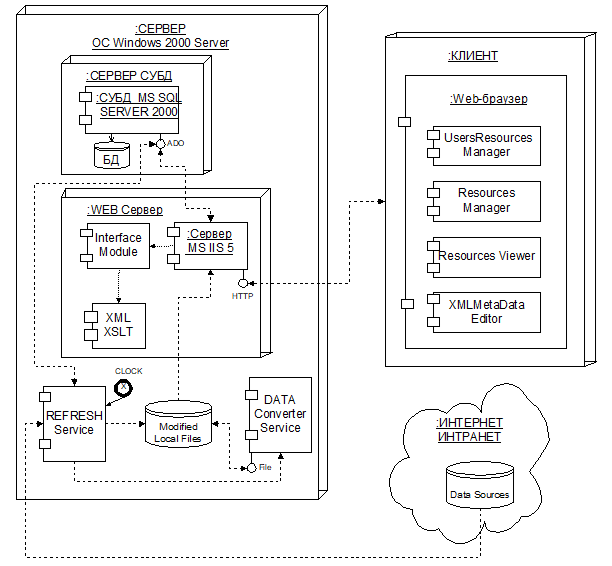 :СЕРВЕР
ОС Windows 2000 Server
:СЕРВЕР СУБД
:СУБД MS SQL
SERVER 2000
БД
ADO
:WEB Сервер
Interface
Module
:Сервер
MS IIS 5
HTTP
XML
XSLT
CLOCK
X
REFRESH
Service
Modified
Local Files
DATA
Converter
Service
File
:КЛИЕНТ
:Web-браузер
UsersResources
Manager
Resources
Manager
Resources Viewer
XMLMetaData
Editor
:ИНТЕРНЕТ
ИНТРАНЕТ
Data Sources